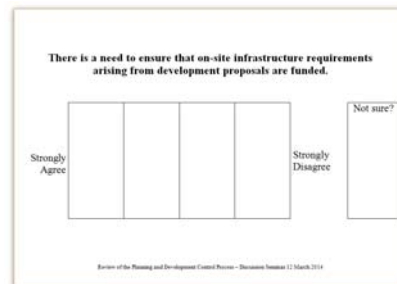 There is a need to ensure that on-site infrastructure requirements
arising from development proposals are funded.
Not sure?
Strongly
Agree
Strongly
Disagree
Review of the Planning and Development Control Process – Discussion Seminar 12 March 2014